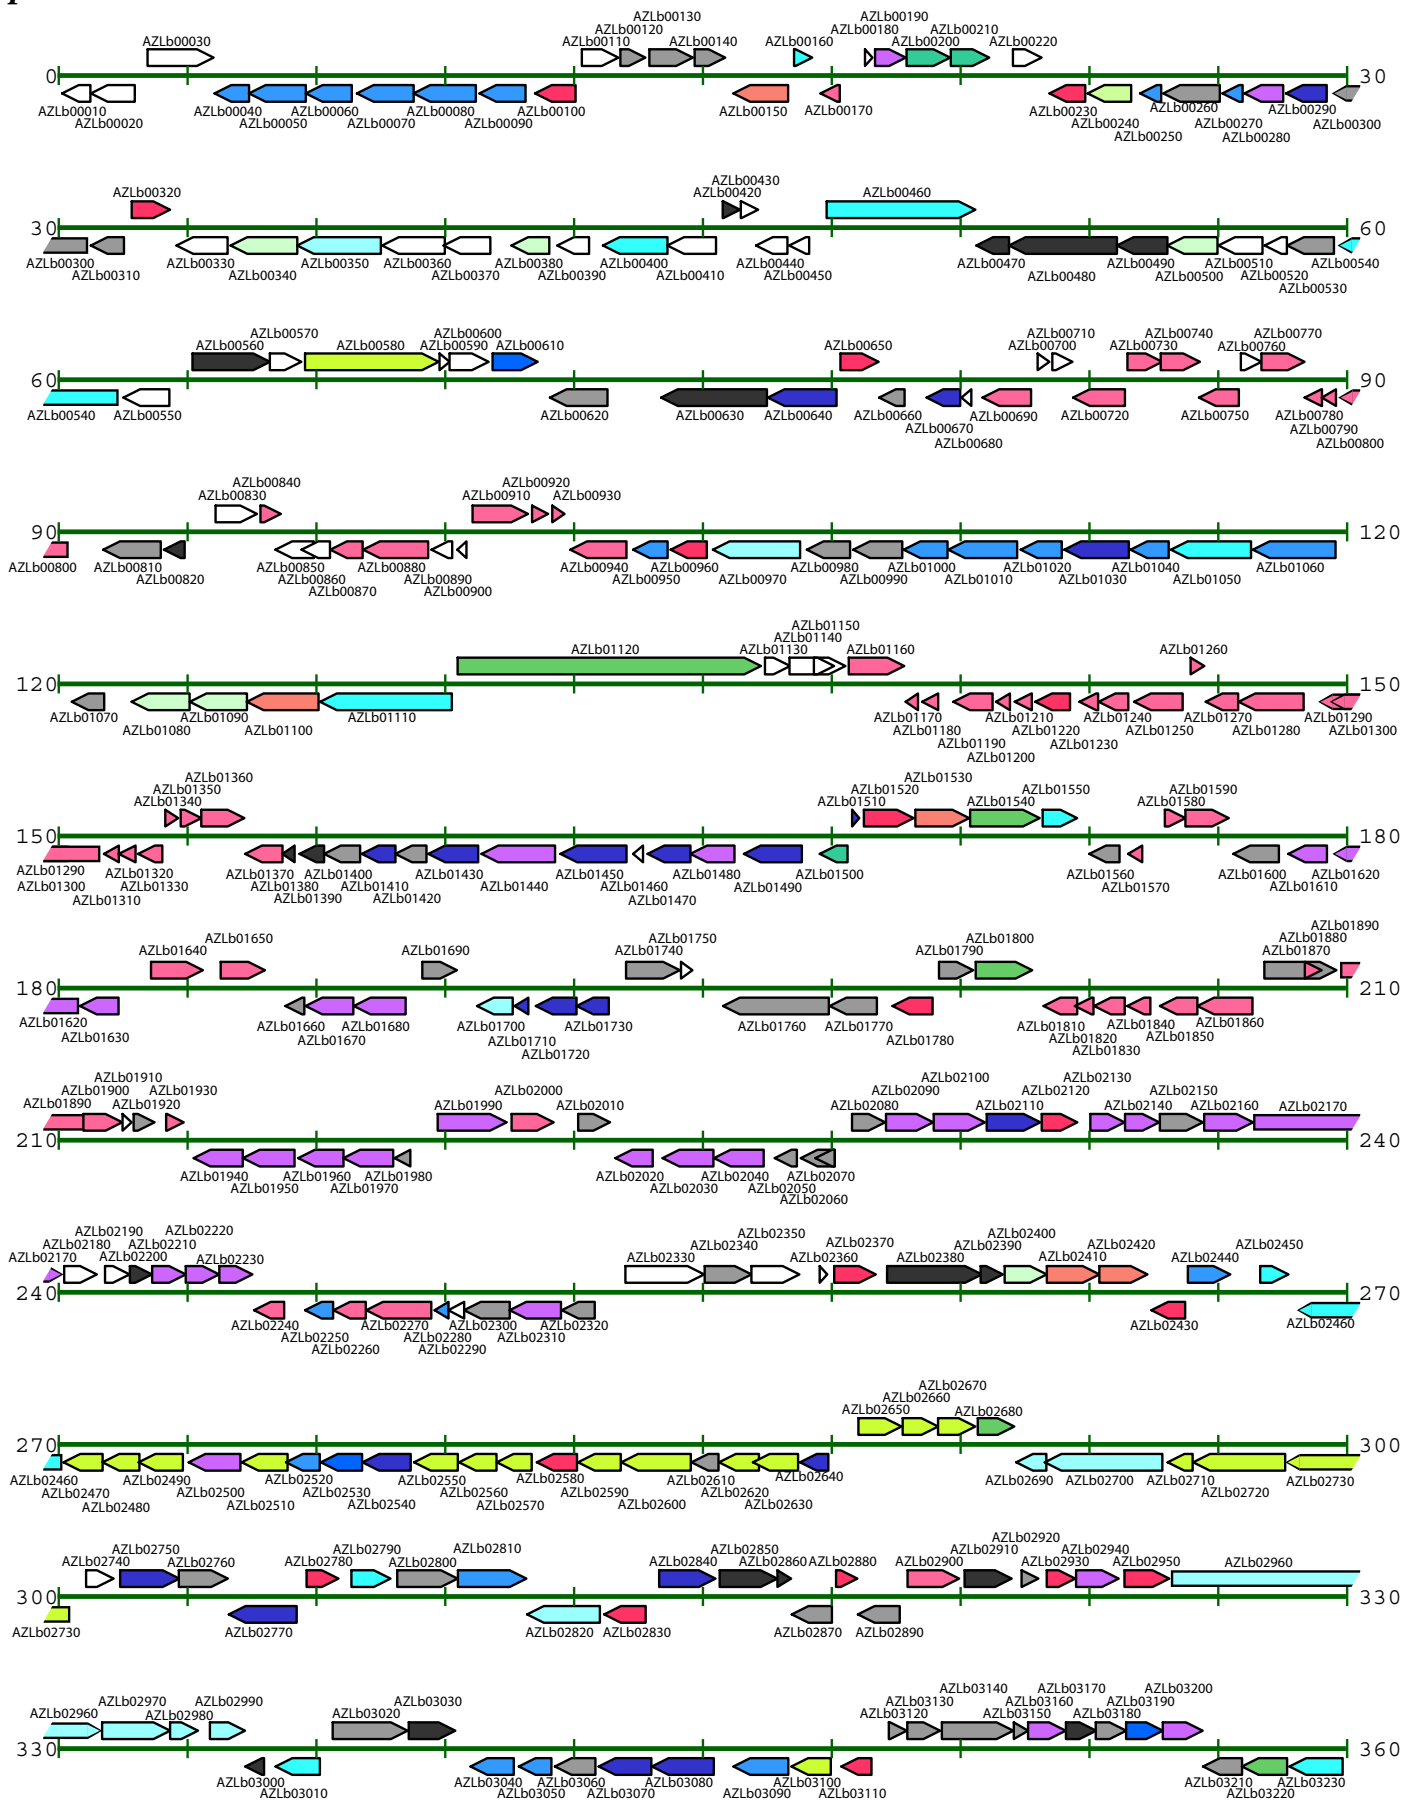 AZLb00130 AZLb00190
AZLb00120 AZLb00180 AZLb00210
AZLb00030 AZLb00110 AZLb00140 AZLb00160 AZLb00200 AZLb00220
0 30
AZLb00010 AZLb00040 AZLb00060 AZLb00080 AZLb00100 AZLb00150 AZLb00170 AZLb00230 AZLb00260 AZLb00290
AZLb00020 AZLb00050 AZLb00070 AZLb00090 AZLb00240 AZLb00270 AZLb00300
AZLb00250 AZLb00280
AZLb00430
AZLb00320 AZLb00420 AZLb00460
30 60
AZLb00300 AZLb00330 AZLb00350 AZLb00360 AZLb00380 AZLb00400 AZLb00440 AZLb00470 AZLb00490 AZLb00510 AZLb00540
AZLb00310 AZLb00340 AZLb00370 AZLb00390 AZLb00410 AZLb00450 AZLb00480 AZLb00500 AZLb00520
AZLb00530
AZLb00570 AZLb00600 AZLb00710 AZLb00740 AZLb00770
AZLb00560 AZLb00580 AZLb00590 AZLb00610 AZLb00650 AZLb00700 AZLb00730 AZLb00760
60 90
AZLb00540 AZLb00550 AZLb00620 AZLb00630 AZLb00640 AZLb00660 AZLb00690 AZLb00720 AZLb00750 AZLb00780
AZLb00670 AZLb00790
AZLb00680 AZLb00800
AZLb00840 AZLb00920
AZLb00830 AZLb00910 AZLb00930
90 120
AZLb00800 AZLb00810 AZLb00850 AZLb00880 AZLb00940 AZLb00960 AZLb00980 AZLb01000 AZLb01020 AZLb01040 AZLb01060
AZLb00820 AZLb00860 AZLb00890 AZLb00950 AZLb00970 AZLb00990 AZLb01010 AZLb01030 AZLb01050
AZLb00870 AZLb00900
AZLb01150
AZLb01140
AZLb01120 AZLb01130 AZLb01160 AZLb01260
120 150
AZLb01070 AZLb01090 AZLb01110 AZLb01170 AZLb01210 AZLb01240 AZLb01270 AZLb01290
AZLb01080 AZLb01100 AZLb01180 AZLb01220 AZLb01250 AZLb01280 AZLb01300
AZLb01190 AZLb01230
AZLb01200
AZLb01360
AZLb01350 AZLb01520 AZLb01530 AZLb01550 AZLb01590
AZLb01340 AZLb01510 AZLb01540 AZLb01580
150 180
AZLb01290 AZLb01320 AZLb01370 AZLb01400 AZLb01430 AZLb01450 AZLb01480 AZLb01500 AZLb01560 AZLb01600 AZLb01620
AZLb01300 AZLb01330 AZLb01380 AZLb01410 AZLb01440 AZLb01460 AZLb01490 AZLb01570 AZLb01610
AZLb01310 AZLb01390 AZLb01420 AZLb01470
AZLb01890
AZLb01650 AZLb01750 AZLb01800 AZLb01880
AZLb01640 AZLb01690 AZLb01740 AZLb01790 AZLb01870
180 210
AZLb01620 AZLb01660 AZLb01680 AZLb01700 AZLb01730 AZLb01760 AZLb01770 AZLb01810 AZLb01840 AZLb01860
AZLb01630 AZLb01670 AZLb01710 AZLb01780 AZLb01820 AZLb01850
AZLb01720 AZLb01830
AZLb01910 AZLb02100 AZLb02130
AZLb01900 AZLb01930 AZLb02000 AZLb02090 AZLb02120 AZLb02150
AZLb01890 AZLb01920 AZLb01990 AZLb02010 AZLb02080 AZLb02110 AZLb02140 AZLb02160 AZLb02170
210 240
AZLb01940 AZLb01960 AZLb01980 AZLb02020 AZLb02040 AZLb02070
AZLb01950 AZLb01970 AZLb02030 AZLb02050
AZLb02060
AZLb02190 AZLb02220 AZLb02350 AZLb02400
AZLb02180 AZLb02210 AZLb02340 AZLb02370 AZLb02390 AZLb02420 AZLb02450
AZLb02170 AZLb02200 AZLb02230 AZLb02330 AZLb02360 AZLb02380 AZLb02410 AZLb02440
240 270
AZLb02240 AZLb02270 AZLb02300 AZLb02320 AZLb02430 AZLb02460
AZLb02250 AZLb02280 AZLb02310
AZLb02260 AZLb02290
AZLb02670
AZLb02660
AZLb02650 AZLb02680
270 300
AZLb02460 AZLb02490 AZLb02520 AZLb02550 AZLb02580 AZLb02610 AZLb02640 AZLb02690 AZLb02700 AZLb02710 AZLb02730
AZLb02470 AZLb02500 AZLb02530 AZLb02560 AZLb02590 AZLb02620 AZLb02720
AZLb02480 AZLb02510 AZLb02540 AZLb02570 AZLb02600 AZLb02630
AZLb02920
AZLb02750 AZLb02790 AZLb02810 AZLb02850 AZLb02910 AZLb02940
AZLb02740 AZLb02760 AZLb02780 AZLb02800 AZLb02840 AZLb02860 AZLb02880 AZLb02900 AZLb02930 AZLb02950 AZLb02960
300 330
AZLb02730 AZLb02770 AZLb02820 AZLb02830 AZLb02870 AZLb02890
AZLb03140 AZLb03170
AZLb02970 AZLb02990 AZLb03030 AZLb03130 AZLb03160 AZLb03190 AZLb03200
AZLb02960 AZLb02980 AZLb03020 AZLb03120 AZLb03150 AZLb03180
330 360
AZLb03000 AZLb03040 AZLb03060 AZLb03080 AZLb03100 AZLb03210 AZLb03230
AZLb03010 AZLb03050 AZLb03070 AZLb03090 AZLb03110 AZLb03220